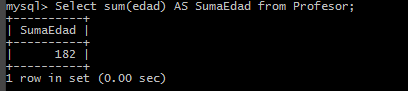 mysql> Select sum(edad) AS SumaEdad from Profesor;
+----------+
| SumaEdad |
+----------+
|      182 |
+----------+
1 row in set (0.00 sec)